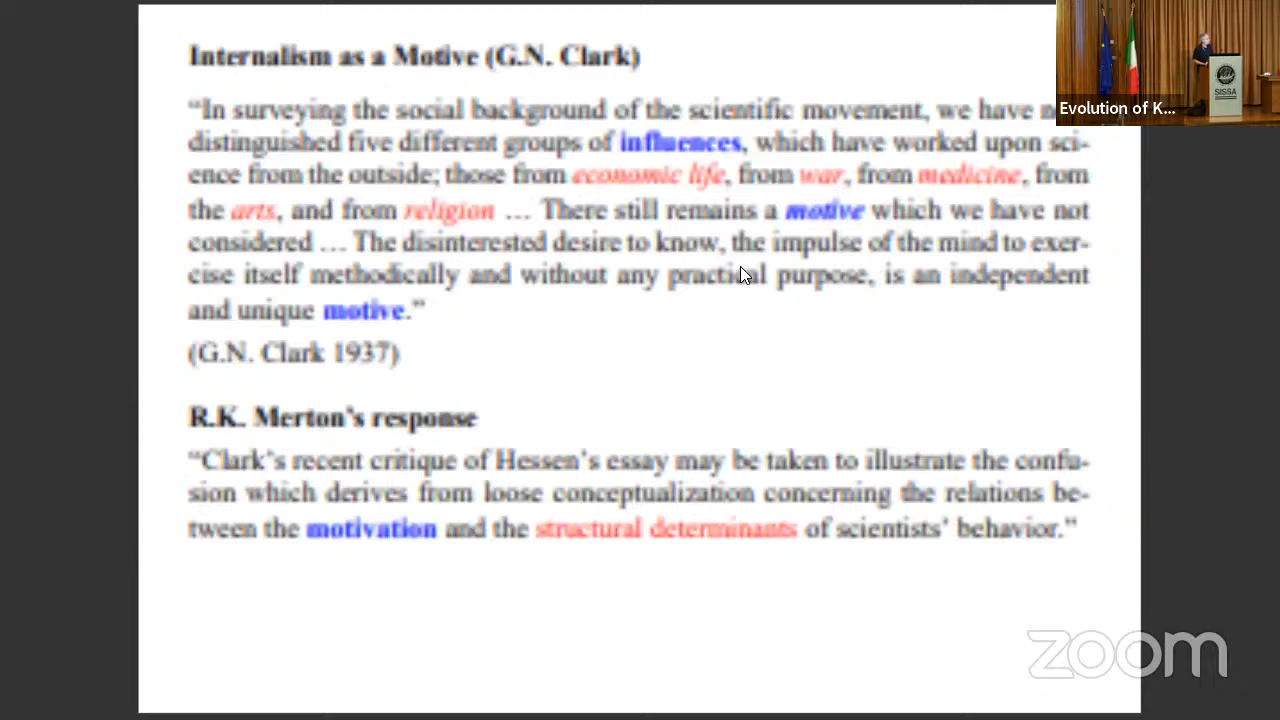 Internalism as a Motive (G.N. Clark)
“In surveying the social background of the scientific movement, we have
distinguished five different groups of influences, which have worked upon sci-
ence from the outside; those from economic life, from war, from medicine, from
the arts, and from religion … There still remains a motive which we have not
considered … The disinterested desire to know, the impulse of the mind to exer-
cise itself methodically and without any practical purpose, is an independent
and unique motive.”
(G.N. Clark 1937)
R.K. Merton’s response
“Clark’s recent critique of Hessen’s essay may be taken to illustrate the confu-
sion which derives from loose conceptualization concerning the relations be-
tween the motivation and the structural determinants of scientists’ behavior.”
SISSA
Evolution of K...
zoom